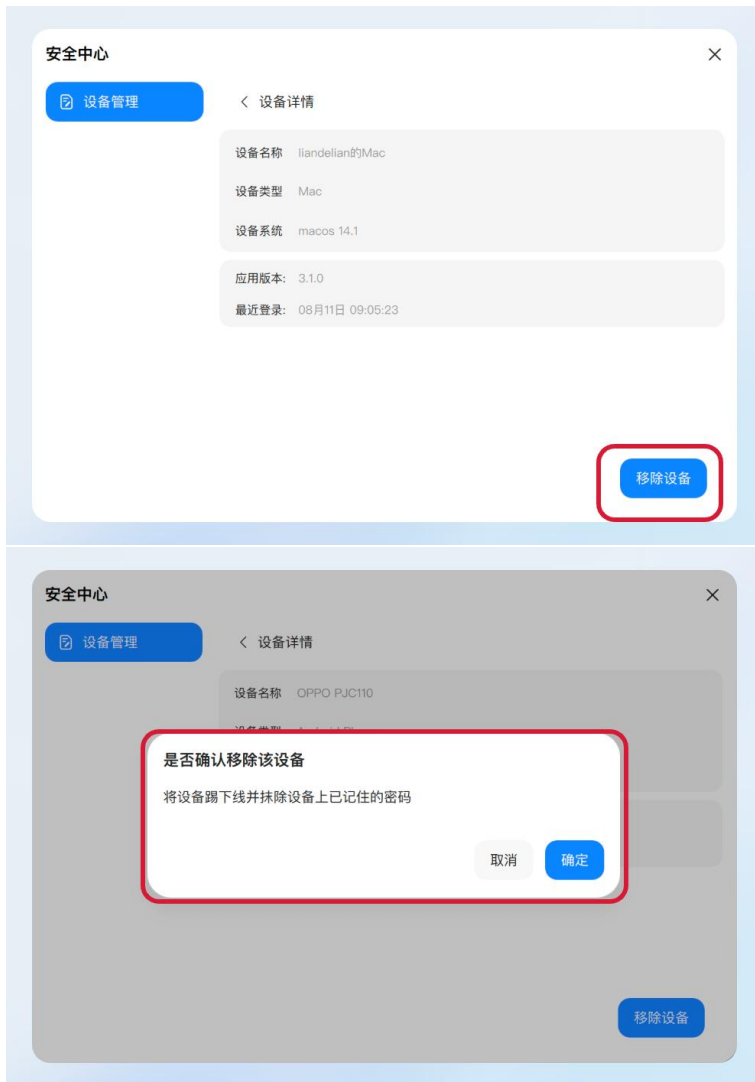 安全中心
设备管理
设备详情
设备名称 liandelian的Mac
设备类型 Mac
设备系统 macos 14.1
应用版本: 3.1.0
最近登录: 08月11日 09:05:23
移除设备
安全中心
设备管理
设备详情
设备名称 OPPO PJC110
是否确认移除该设备
将设备踢下线并抹除设备上已记住的密码
取消 确定
移除设备